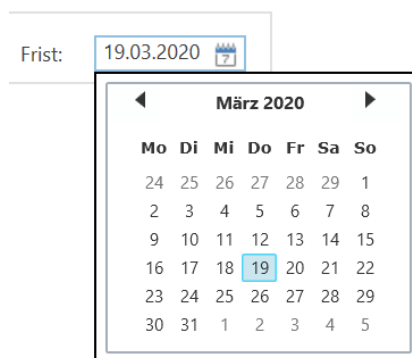 Frist: 19.03.2020 7
März 2020
Mo Di Mi Do Fr Sa So
24 25 26 27 28 29 1
2 3 4 5 6 7 8
9 10 11 12 13 14 15
16 17 18 19 20 21 22
23 24 25 26 27 28 29
30 31 1 2 3 4 5